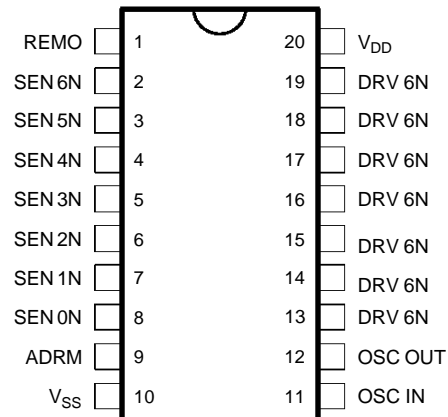 REMO 1 20 VDD
SEN 6N 2 19 DRV 6N
SEN 5N 3 18 DRV 6N
SEN 4N 4 17 DRV 6N
SEN 3N 5 16 DRV 6N
SEN 2N 6 15 DRV 6N
SEN 1N 7 14 DRV 6N
SEN 0N 8 13 DRV 6N
ADRM 9 12 OSC OUT
VSS 10 11 OSC IN